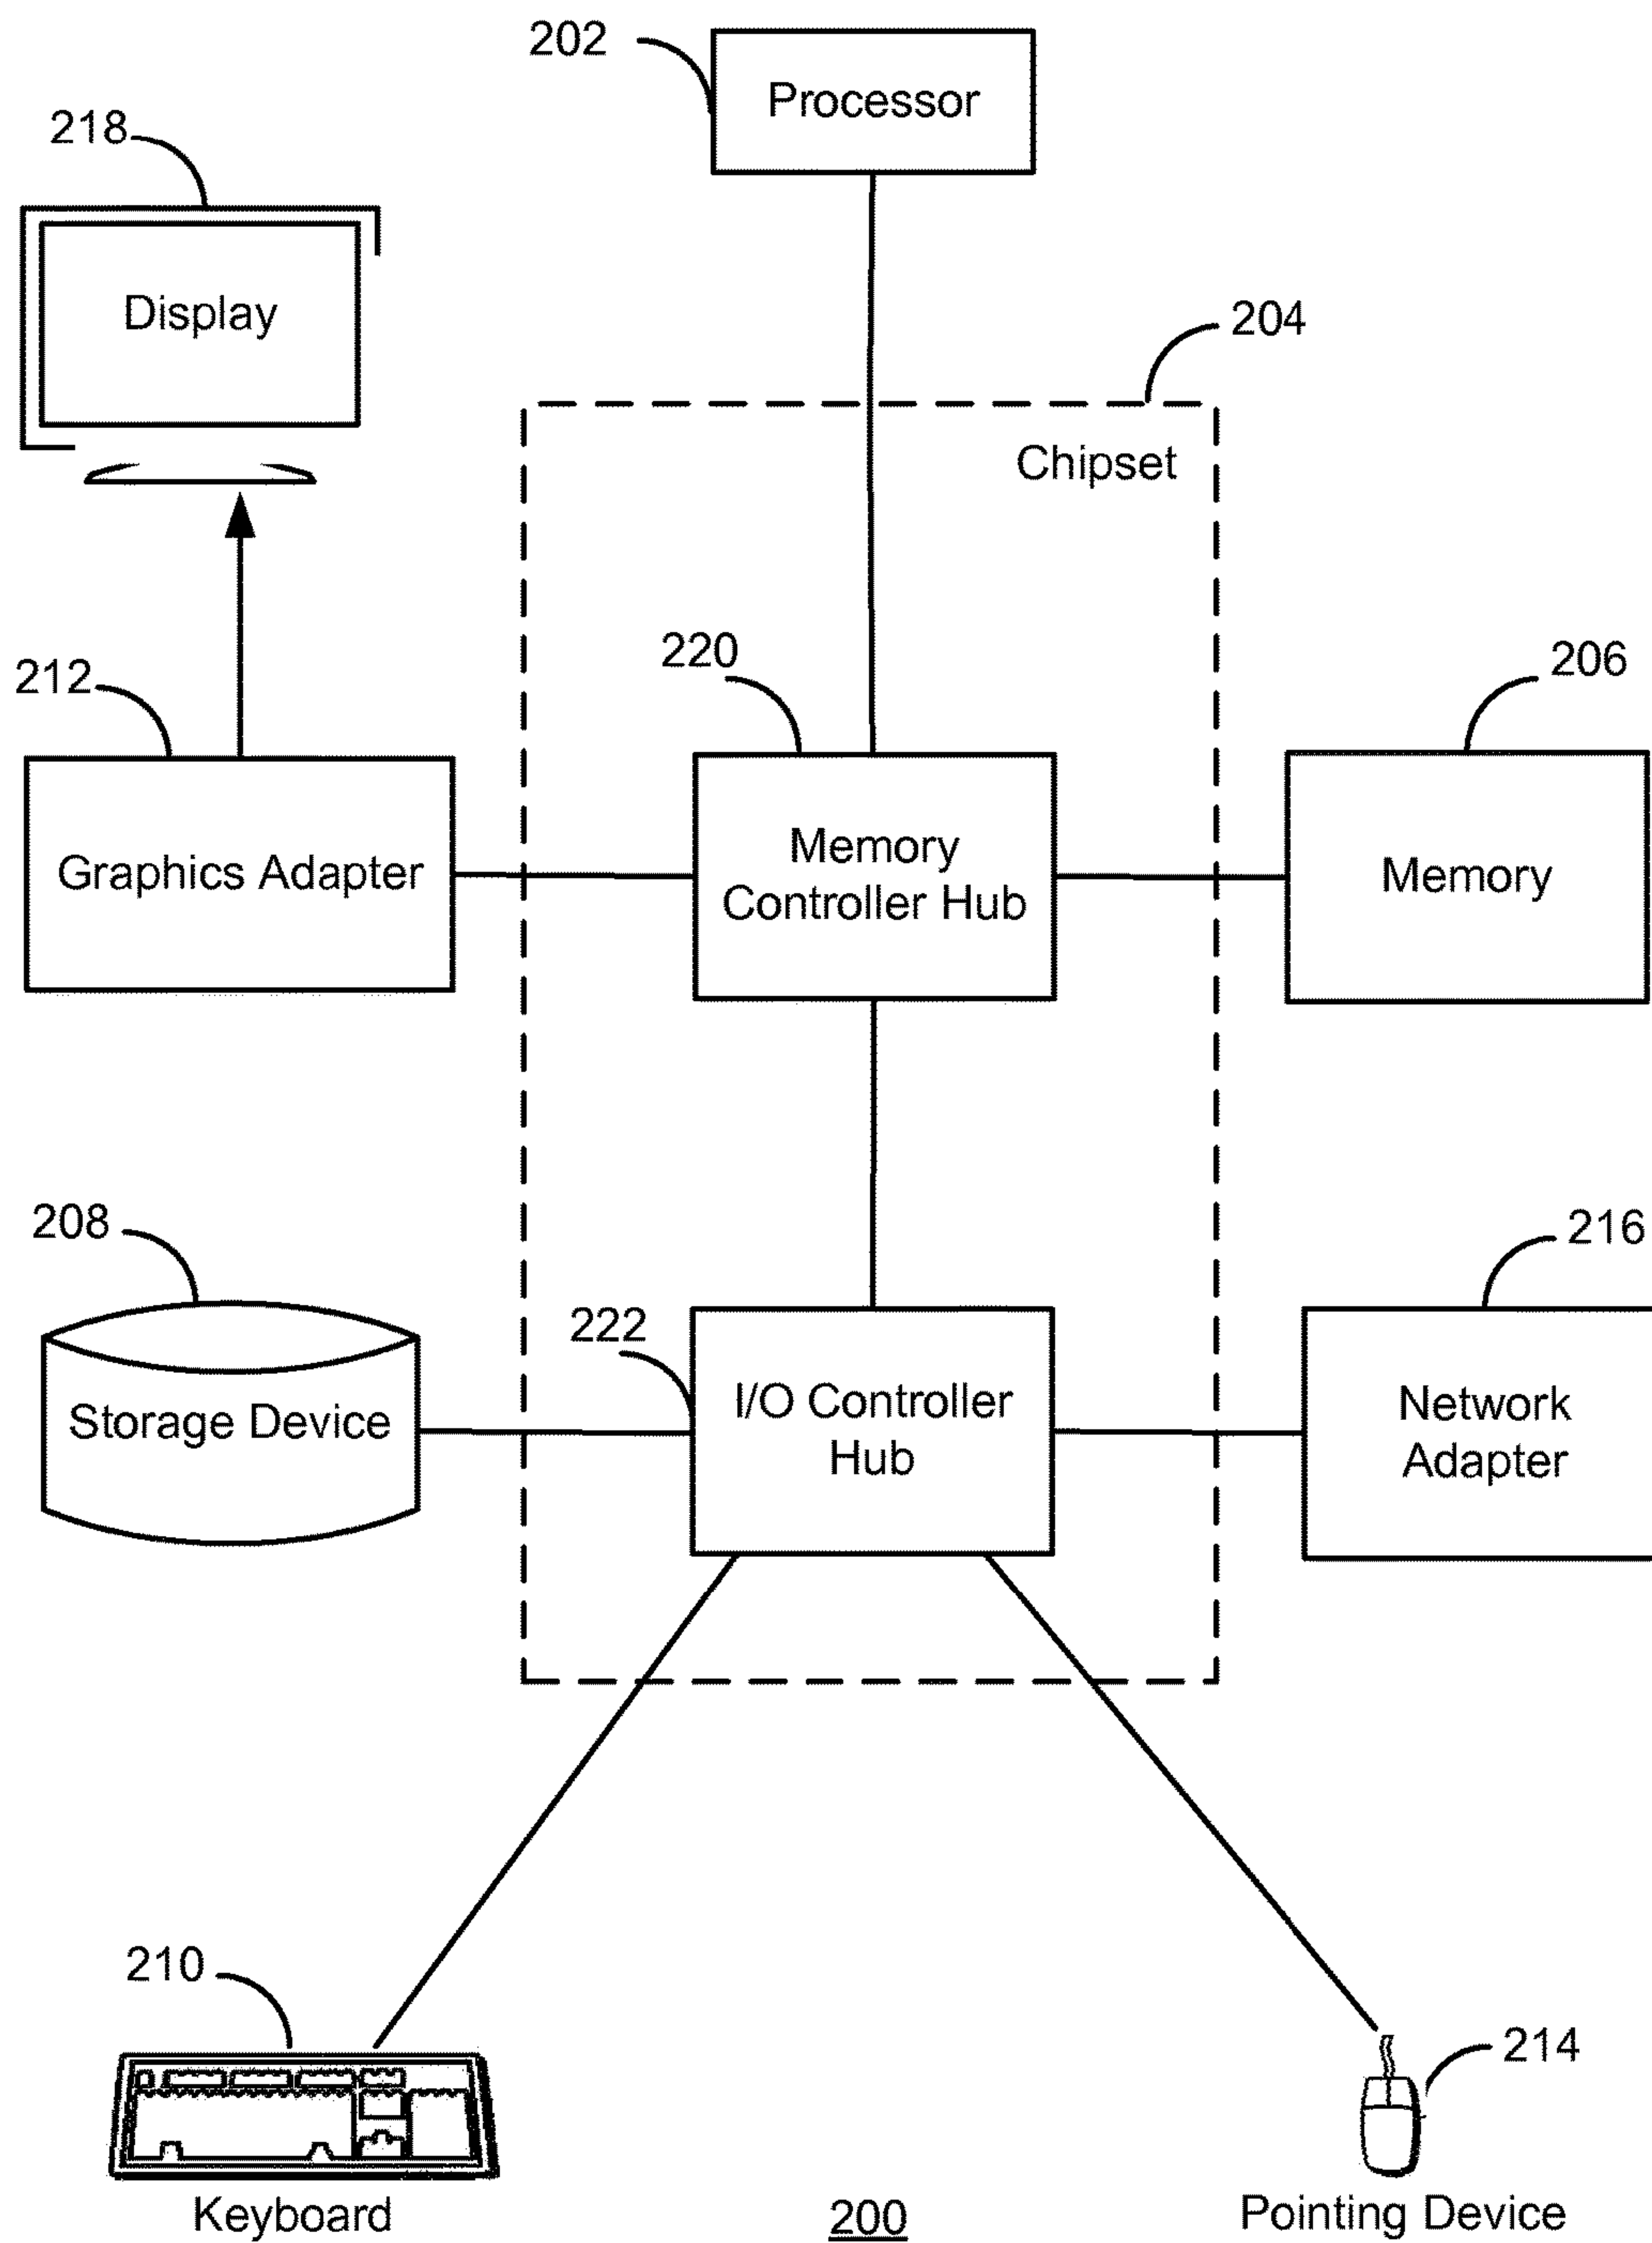 202
Processor
218
Display
204
Chipset
220
212
206
Memory
Controller Hub
Graphics Adapter
Memory
208
216
222
I/O Controller
Hub
Storage Device
Network
Adapter
210
214
Keyboard
200
Pointing Device